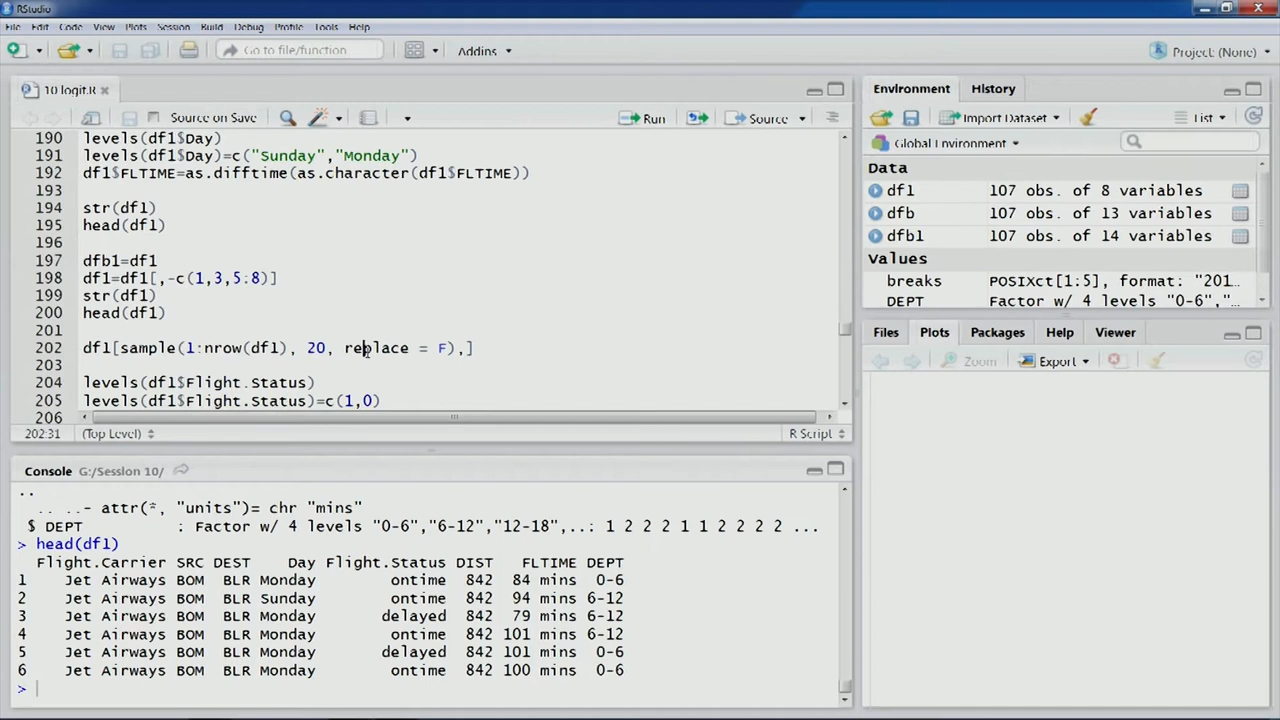 RStudio
File Edit Code View Plots Session Build Debug Profile Tools Help
Go to file/function Addins Project: (None)
10 logit.R
Source on Save Run Source
190 levels(df1$Day)
191 levels(df1$Day)=c("Sunday","Monday")
192 df1$FLTIME=as.difftime(as.character(df1$FLTIME))
193
194 str(df1)
195 head(df1)
196
197 dfb1=df1
198 df1=df1[,-c(1,3,5:8)]
199 str(df1)
200 head(df1)
201
202 df1[sample(1:nrow(df1), 20, replace = F),]
203
204 levels(df1$Flight.Status)
205 levels(df1$Flight.Status)=c(1,0)
206
202:31 (Top Level) R Script
Console G:/Session 10/
..
.. ..- attr(*, "units")= chr "mins"
$ DEPT : Factor w/ 4 levels "0-6","6-12","12-18",..: 1 2 2 2 1 1 2 2 2 2 ...
> head(df1)
Flight.Carrier SRC DEST Day Flight.Status DIST FLTIME DEPT
1 Jet Airways BOM BLR Monday ontime 842 84 mins 0-6
2 Jet Airways BOM BLR Sunday ontime 842 94 mins 6-12
3 Jet Airways BOM BLR Monday delayed 842 79 mins 6-12
4 Jet Airways BOM BLR Monday ontime 842 101 mins 6-12
5 Jet Airways BOM BLR Monday delayed 842 101 mins 0-6
6 Jet Airways BOM BLR Monday ontime 842 100 mins 0-6
>
Environment History
Import Dataset List
Global Environment
Data
df1 107 obs. of 8 variables
dfb 107 obs. of 13 variables
dfb1 107 obs. of 14 variables
Values
breaks POSIXct[1:5], format: "201…
DEPT Factor w/ 4 levels "0-6","…
Files Plots Packages Help Viewer
Zoom Export